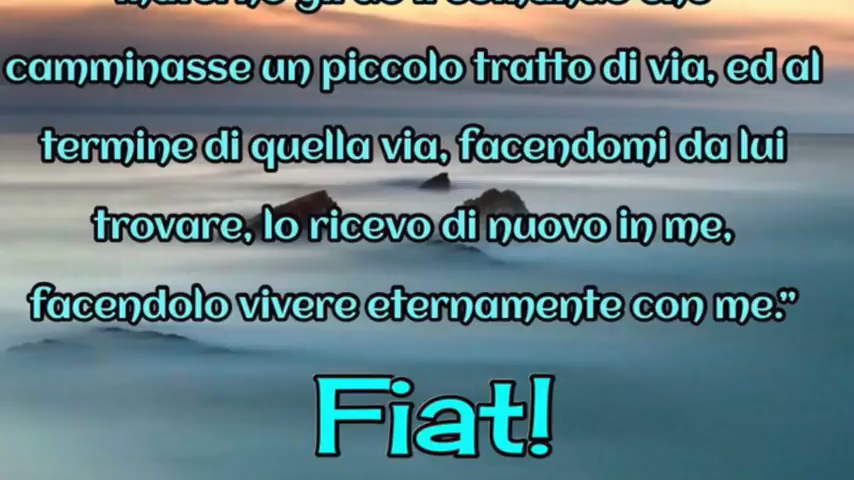 camminasse un piccolo tratto di via, ed al
termine di quella via, facendomi da lui
trovare, lo ricevo di nuovo in me,
facendolo vivere eternamente con me.”
Fiat!